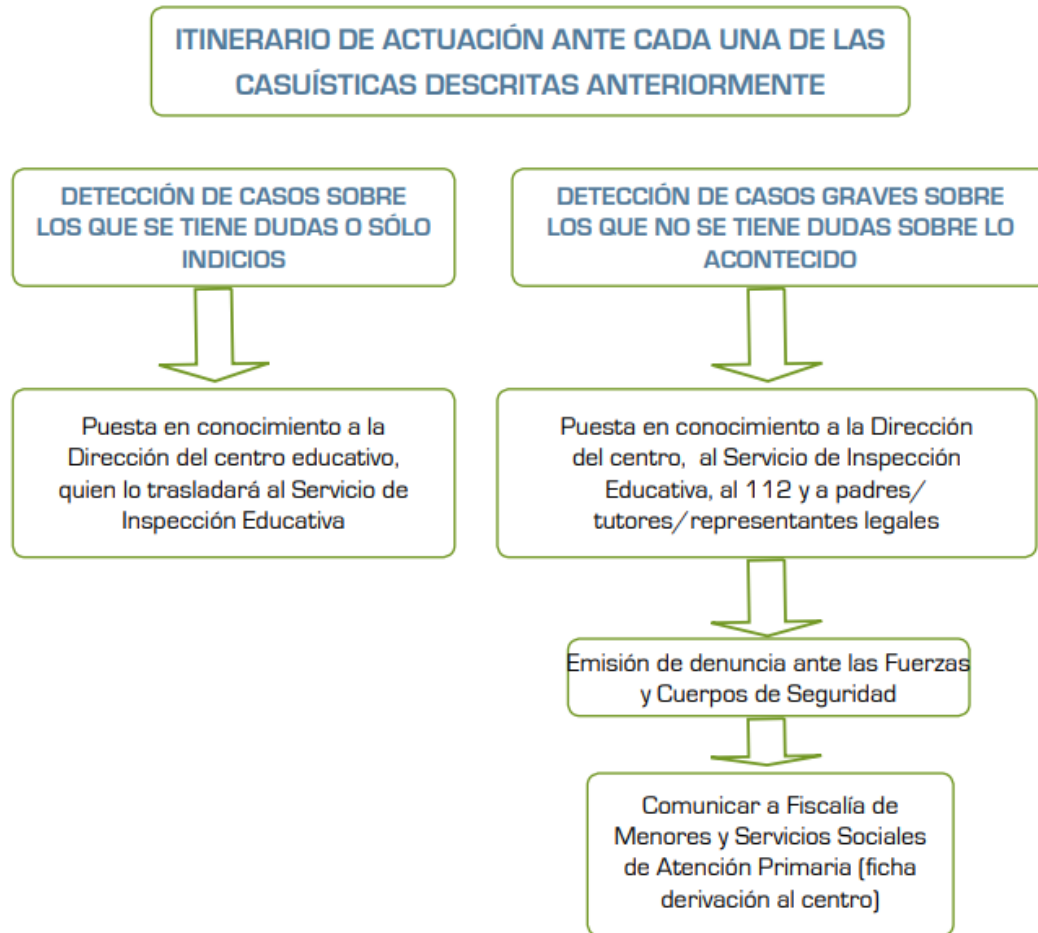 ITINERARIO DE ACTUACIÓN ANTE CADA UNA DE LAS
CASUÍSTICAS DESCRITAS ANTERIORMENTE
DETECCIÓN DE CASOS SOBRE
LOS QUE SE TIENE DUDAS O SÓLO
INDICIOS
Puesta en conocimiento a la
Dirección del centro educativo,
quien lo trasladará al Servicio de
Inspección Educativa
DETECCIÓN DE CASOS GRAVES SOBRE
LOS QUE NO SE TIENE DUDAS SOBRE LO
ACONTECIDO
Puesta en conocimiento a la Dirección
del centro, al Servicio de Inspección
Educativa, al 112 y a padres/
tutores/representantes legales
Emisión de denuncia ante las Fuerzas
y Cuerpos de Seguridad
Comunicar a Fiscalía de
Menores y Servicios Sociales
de Atención Primaria (ficha
derivación al centro)